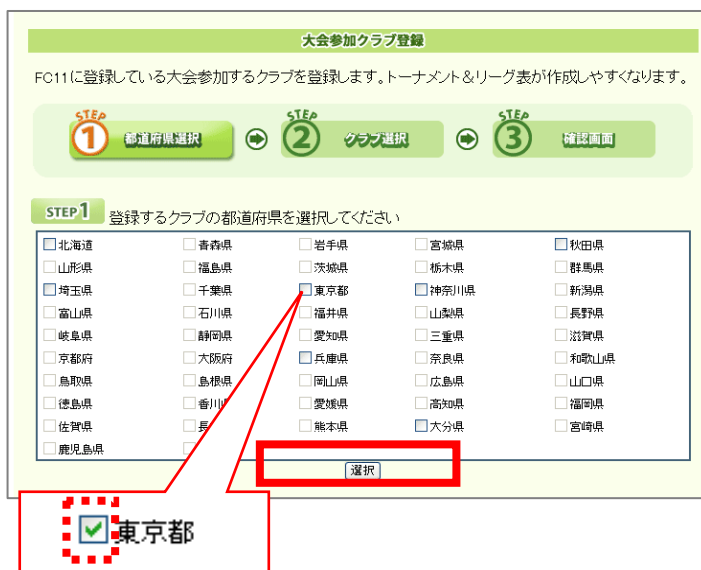 大会参加クラブ登録
FC11に登録している大会参加するクラブを登録します。トーナメント＆リーグ表が作成しやすくなります。
STEP 1 都道府県選択 STEP 2 クラブ選択 STEP 3 確認画面
STEP1 登録するクラブの都道府県を選択してください
北海道 青森県 岩手県 宮城県 秋田県
山形県 福島県 茨城県 栃木県 群馬県
埼玉県 千葉県 東京都 神奈川県 新潟県
富山県 石川県 福井県 山梨県 長野県
岐阜県 静岡県 愛知県 三重県 滋賀県
京都府 大阪府 兵庫県 奈良県 和歌山県
鳥取県 島根県 岡山県 広島県 山口県
徳島県 香川 愛媛県 高知県 福岡県
佐賀県 長 熊本県 大分県 宮崎県
鹿児島県
選択
東京都